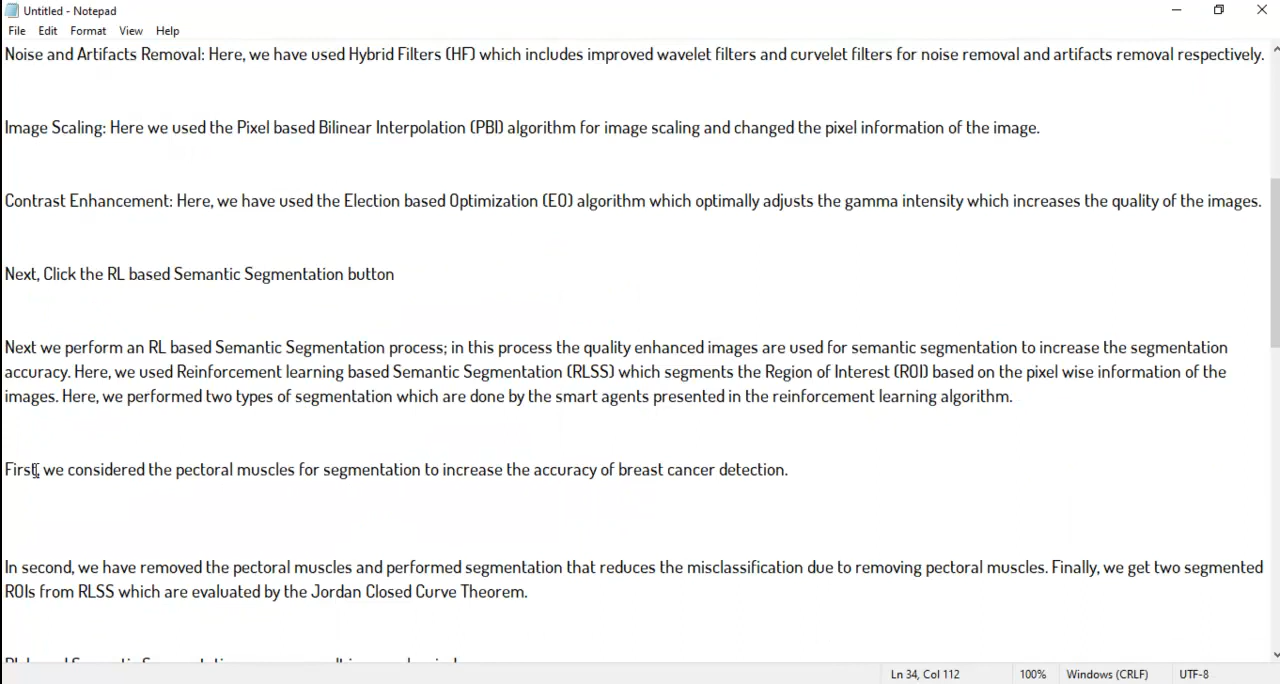 Untitled - Notepad
File Edit Format View Help
Noise and Artifacts Removal: Here, we have used Hybrid Filters (HF) which includes improved wavelet filters and curvelet filters for noise removal and artifacts removal respectively.
Image Scaling: Here we used the Pixel based Bilinear Interpolation (PBI) algorithm for image scaling and changed the pixel information of the image.
Contrast Enhancement: Here, we have used the Election based Optimization (EO) algorithm which optimally adjusts the gamma intensity which increases the quality of the images.
Next, Click the RL based Semantic Segmentation button
Next we perform an RL based Semantic Segmentation process; in this process the quality enhanced images are used for semantic segmentation to increase the segmentation
accuracy. Here, we used Reinforcement learning based Semantic Segmentation (RLSS) which segments the Region of Interest (ROI) based on the pixel wise information of the
images. Here, we performed two types of segmentation which are done by the smart agents presented in the reinforcement learning algorithm.
First, we considered the pectoral muscles for segmentation to increase the accuracy of breast cancer detection.
In second, we have removed the pectoral muscles and performed segmentation that reduces the misclassification due to removing pectoral muscles. Finally, we get two segmented
ROIs from RLSS which are evaluated by the Jordan Closed Curve Theorem.
Ln 34, Col 112 100% Windows (CRLF) UTF-8